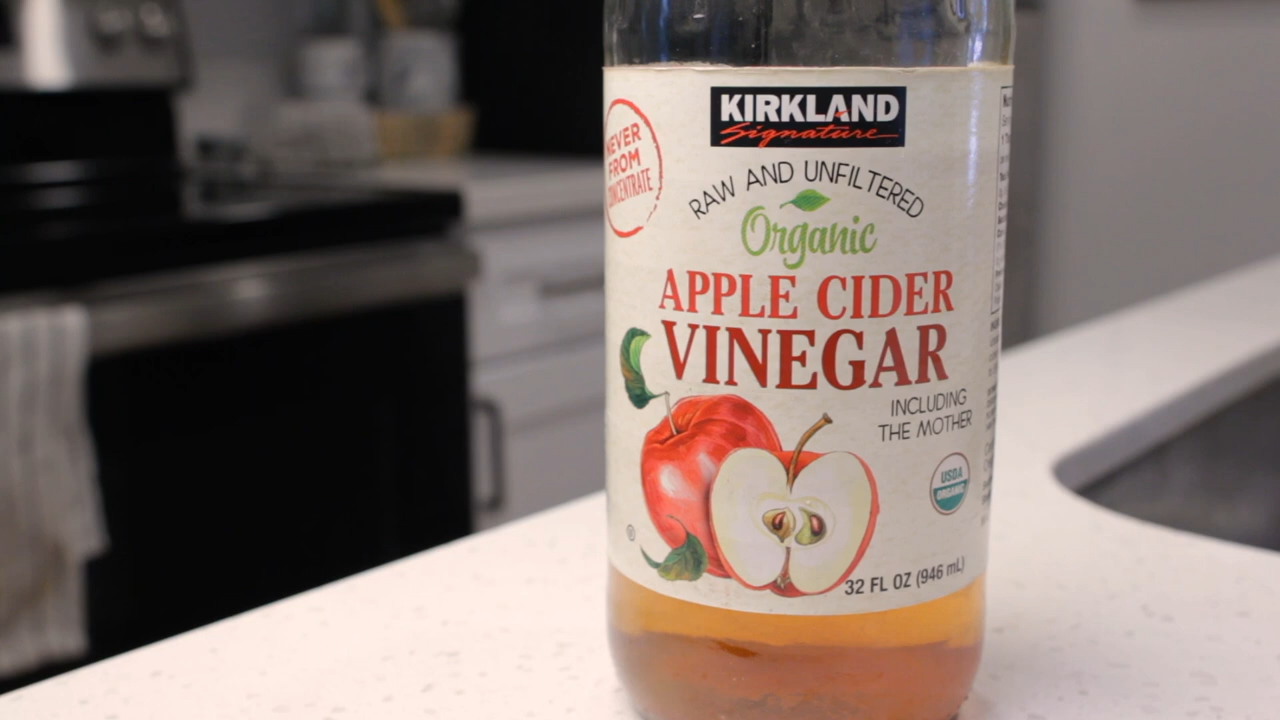 KIRKLAND
Signature
NEVER
FROM
CONCENTRATE
RAW AND UNFILTERED
Organic
APPLE CIDER
VINEGAR
INCLUDING
THE MOTHER
USDA
ORGANIC
32 FL OZ (946 mL)